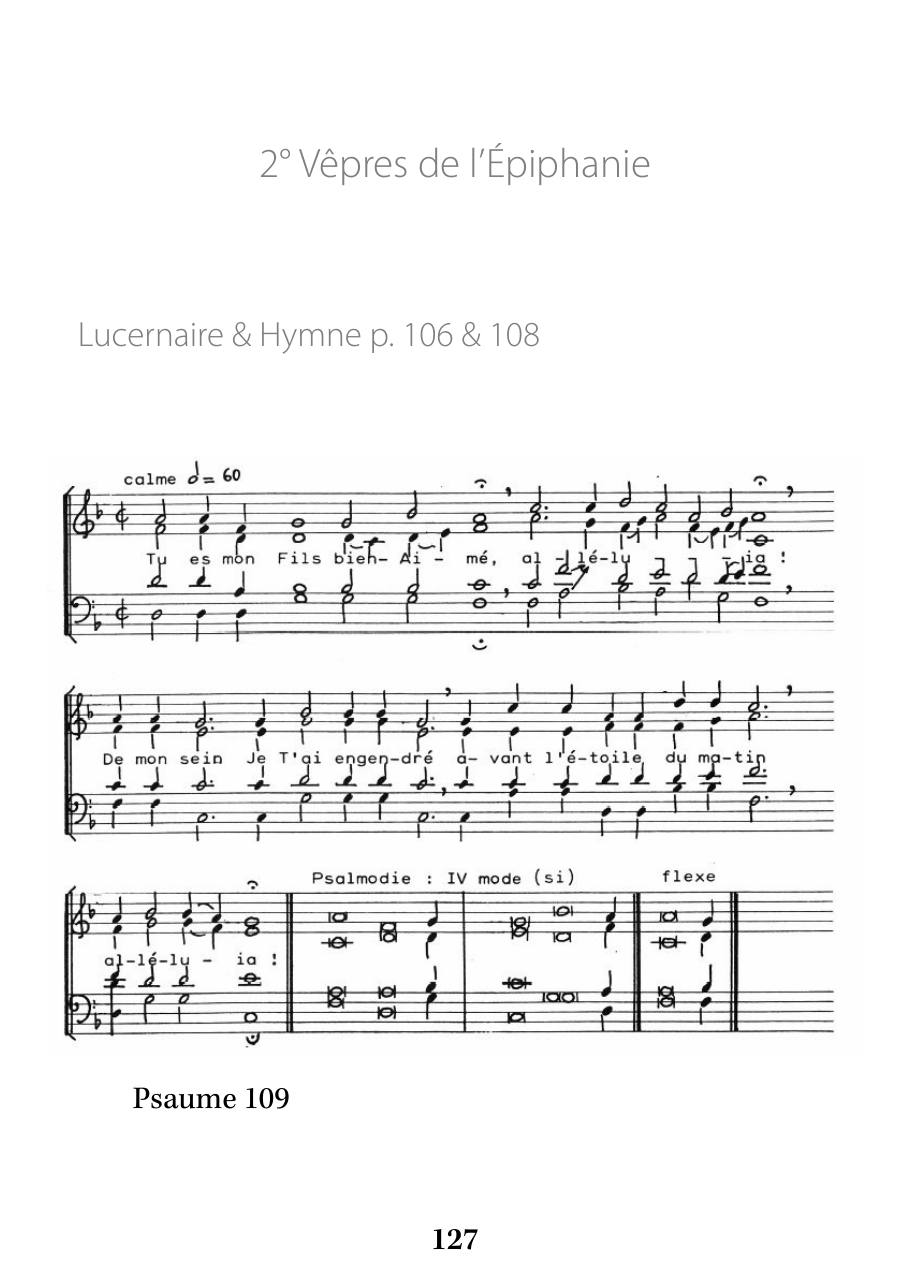 2° Vêpres de l’Épiphanie
Lucernaire & Hymne p. 106 & 108
calme = 60
Tu es mon Fils bien- Ai - mé, al - lé-lu - - - ia !
De mon sein Je T'ai engen-dré a- vant l'é-toile du ma-tin
Psalmodie : IV mode (si) flexe
al-lé-lu - ia !
Psaume 109
127